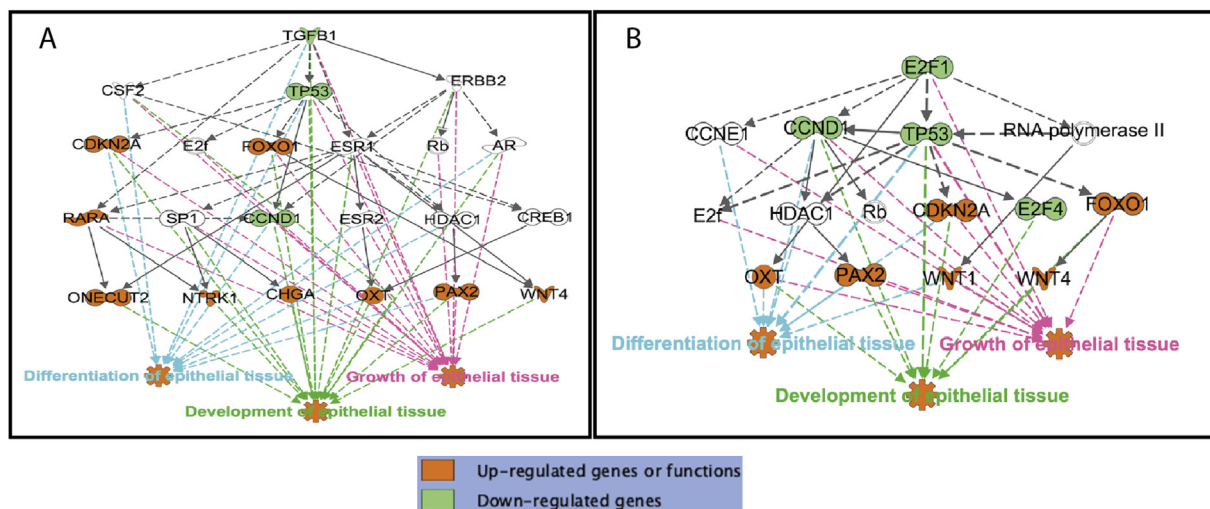 A
TGFB1
CSF2
TP53
ERBB2
CDKN2A
E2f
FOXO1
ESR1
Rb
AR
RARA
SP1
CCND1
ESR2
HDAC1
CREB1
ONECUT2
NTRK1
CHGA
OXT
PAX2
WNT4
Differentiation of epithelial tissue
Growth of epithelial tissue
Development of epithelial tissue
B
E2F1
CCNE1
CCND1
TP53
RNA polymerase II
E2f
HDAC1
Rb
CDKN2A
E2F4
FOXO1
OXT
PAX2
WNT1
WNT4
Differentiation of epithelial tissue
Growth of epithelial tissue
Development of epithelial tissue
Up-regulated genes or functions
Down-regulated genes